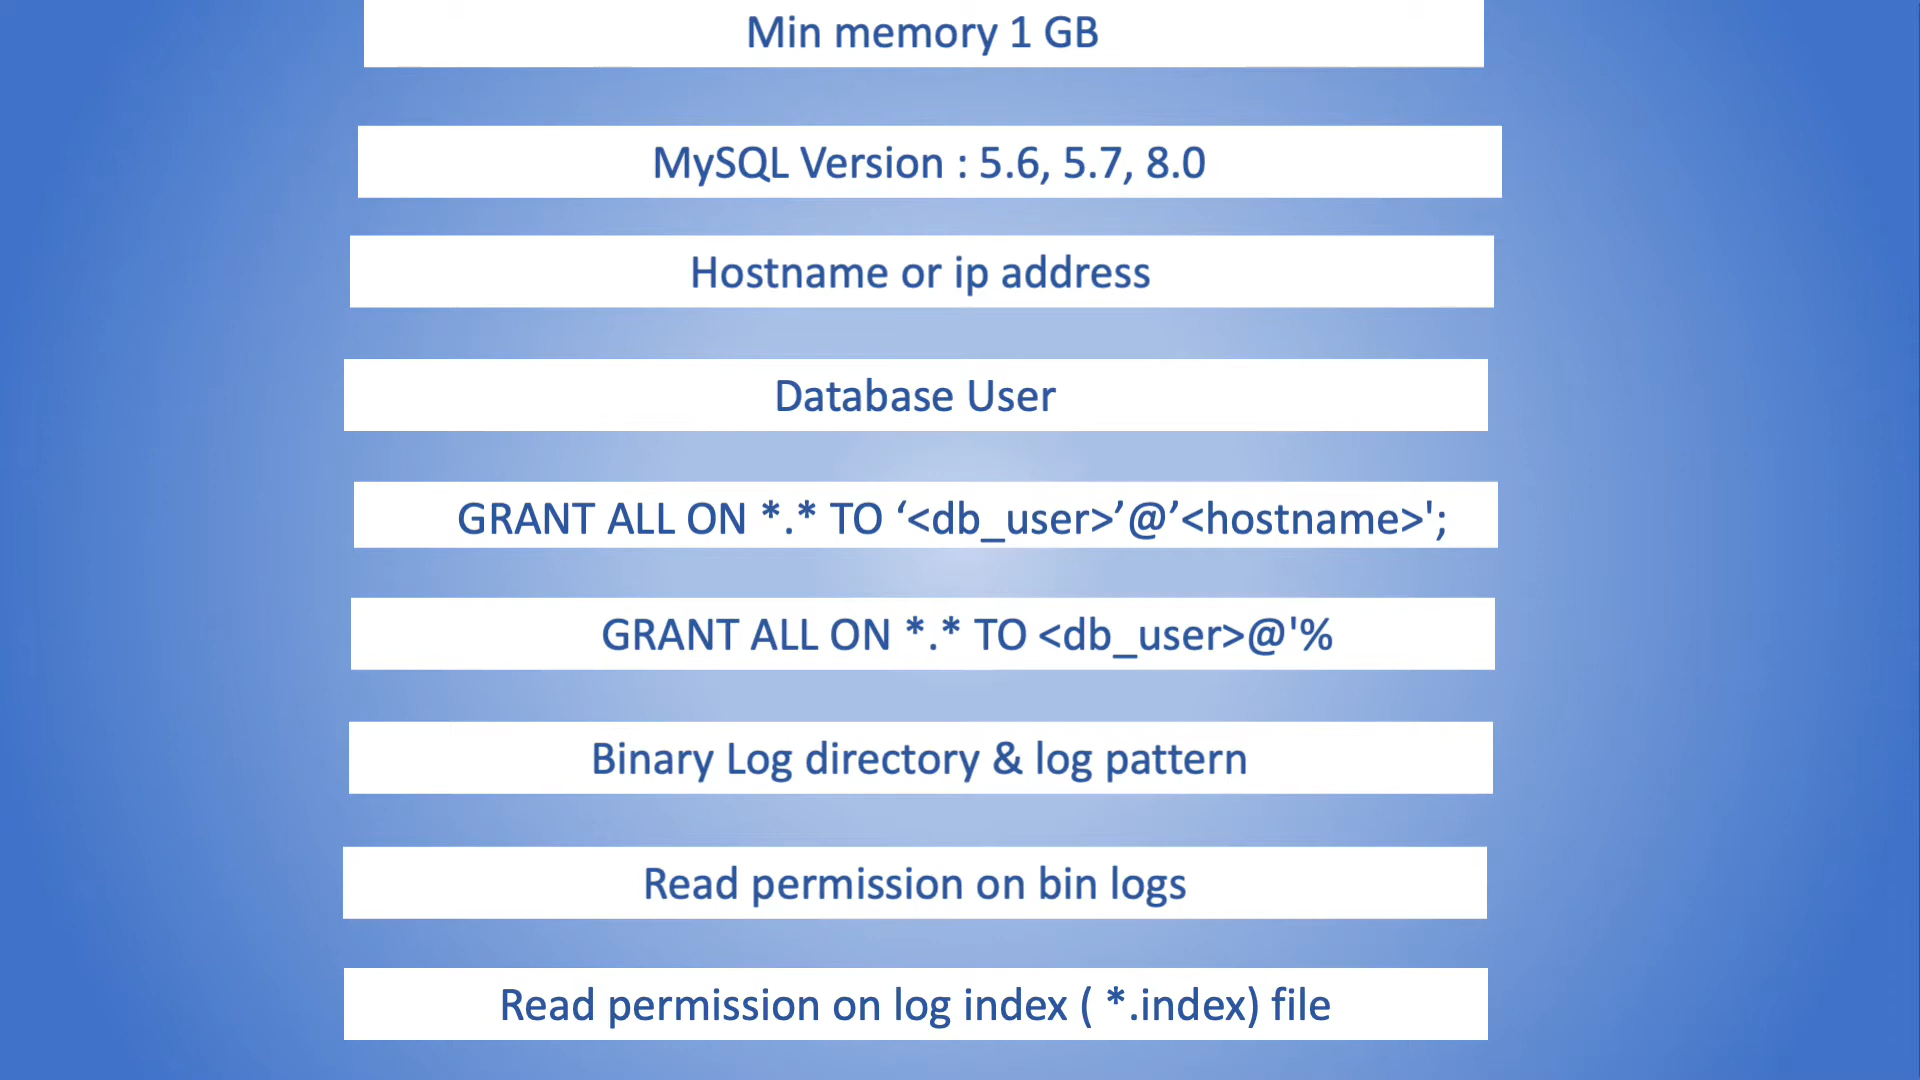 Min memory 1 GB
MySQL Version : 5.6, 5.7, 8.0
Hostname or ip address
Database User
GRANT ALL ON *.* TO ‘<db_user>’@’<hostname>';
GRANT ALL ON *.* TO <db_user>@'%
Binary Log directory & log pattern
Read permission on bin logs
Read permission on log index ( *.index) file